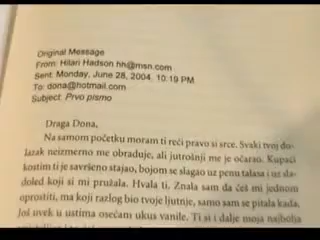 Original Message
From: Hilari Hadson hh@msn.com
Sent: Monday, June 28, 2004 10:19 PM
To: dona@hotmail.com
Subject: Prvo pismo
Draga Dona,
Na samom početku moram ti reći pravo si srce. Svaki tvoj do-
lazak neizmerno me obraduje, ali jutrošnji me je očarao. Kupaći
kostim ti je savršeno stajao, bojom se slagao uz penu talasa i uz sla-
doled koji si mi pružala. Hvala ti. Znala sam da ćeš mi jednom
oprostiti, ma koji razlog bio tvoje ljutnje, samo sam se pitala kada.
Još uvek u ustima osećam ukus vanile. Ti si i dalje moja najbolja